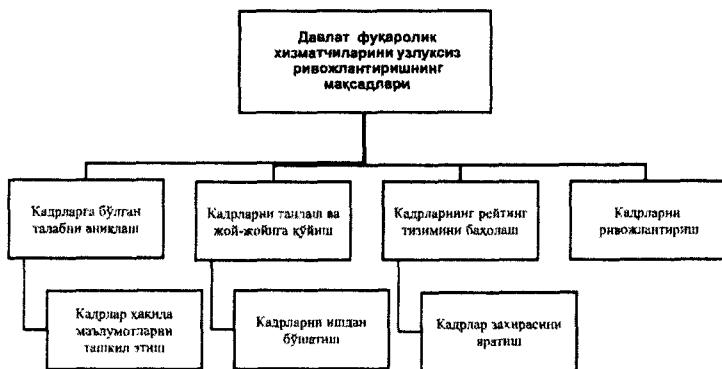 Давлат фуқаролик
хизматчиларини узлуксиз
ривожлантиришнинг
мақсадлари
Кадрларга бўлган
талабни аниқлаш
Кадрларни танлаш ва
жой-жойига қўйиш
Кадрларнинг рейтинг
тизимини баҳолаш
Кадрларни
ривожлантириш
Кадрлар ҳақида
маълумотларни
ташкил этиш
Кадрларни ишдан
бўшатиш
Кадрлар захирасини
яратиш